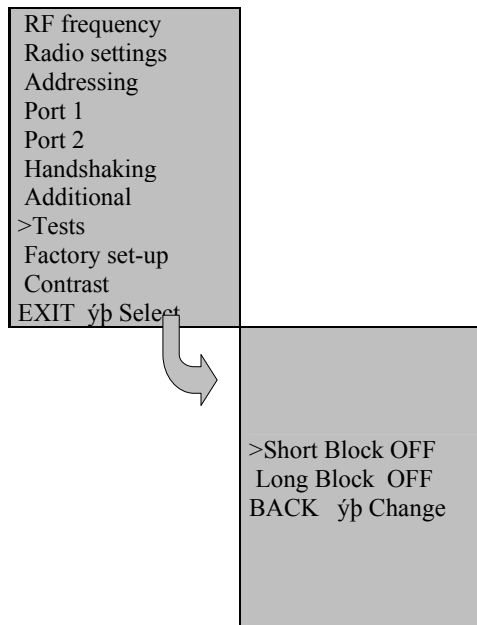 RF frequency
Radio settings
Addressing
Port 1
Port 2
Handshaking
Additional
>Tests
Factory set-up
Contrast
EXIT ýþ Select
>Short Block OFF
Long Block OFF
BACK ýþ Change